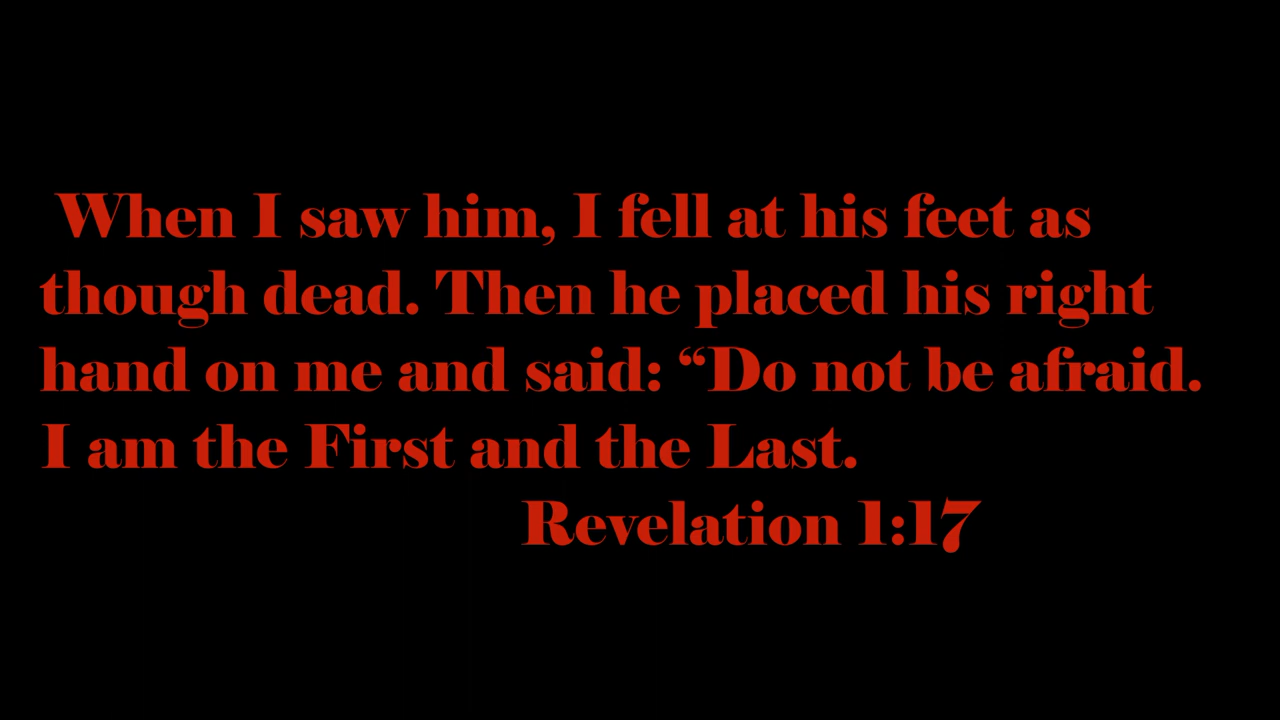 When I saw him, I fell at his feet as
though dead. Then he placed his right
hand on me and said: “Do not be afraid.
I am the First and the Last.
Revelation 1:17